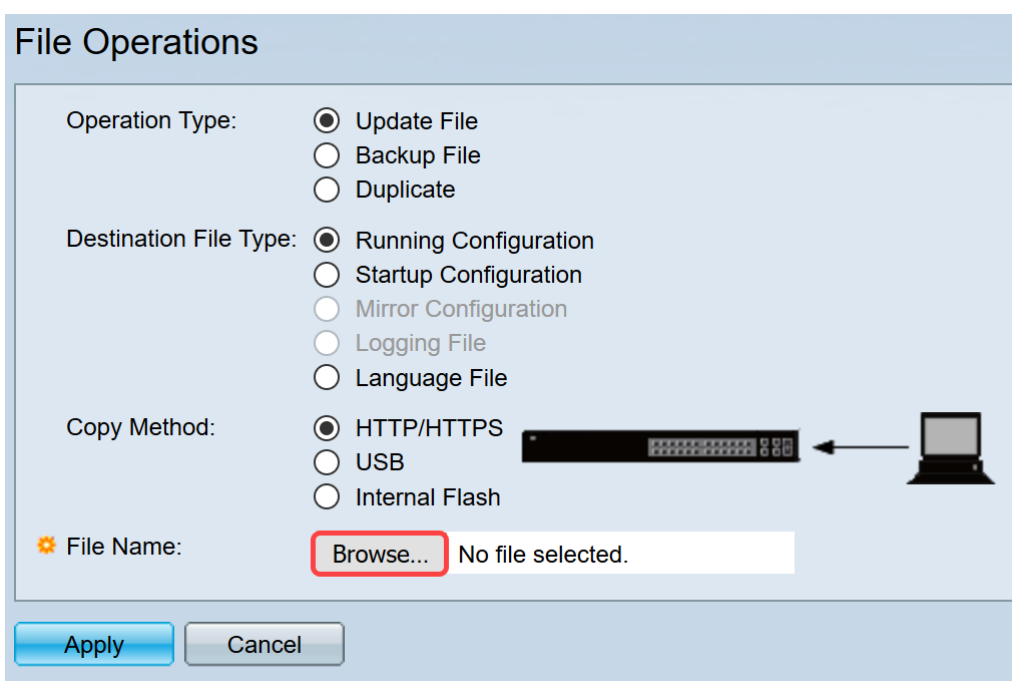 File Operations
Operation Type: Update File
Backup File
Duplicate
Destination File Type: Running Configuration
Startup Configuration
Mirror Configuration
Logging File
Language File
Copy Method: HTTP/HTTPS
USB
Internal Flash
File Name: Browse... No file selected.
Apply Cancel